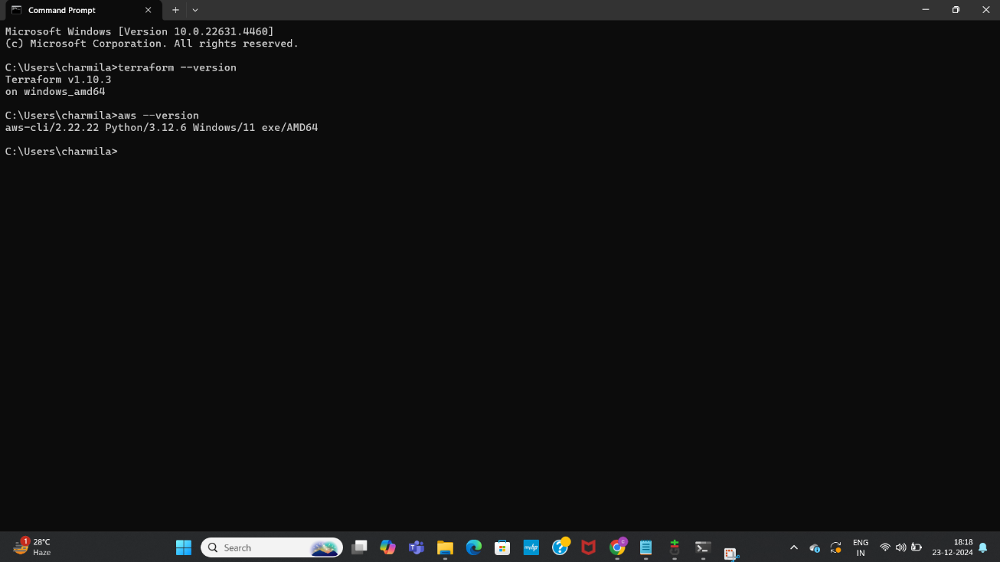 Command Prompt
Microsoft Windows [Version 10.0.22631.4460]
(c) Microsoft Corporation. All rights reserved.
C:\Users\charmila>terraform --version
Terraform v1.10.3
on windows_amd64
C:\Users\charmila>aws --version
aws-cli/2.22.22 Python/3.12.6 Windows/11 exe/AMD64
C:\Users\charmila>
1
28°C
Haze
Search
myhp
C
ENG
IN
18:18
23-12-2024